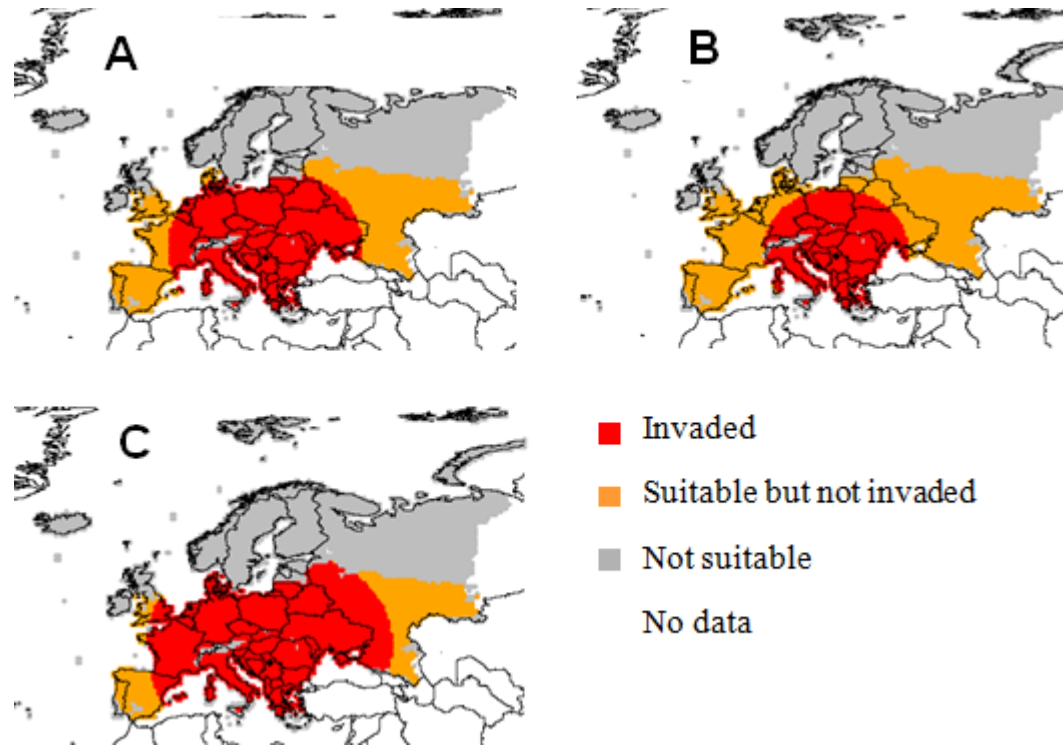 A
B
C
Invaded
Suitable but not invaded
Not suitable
No data